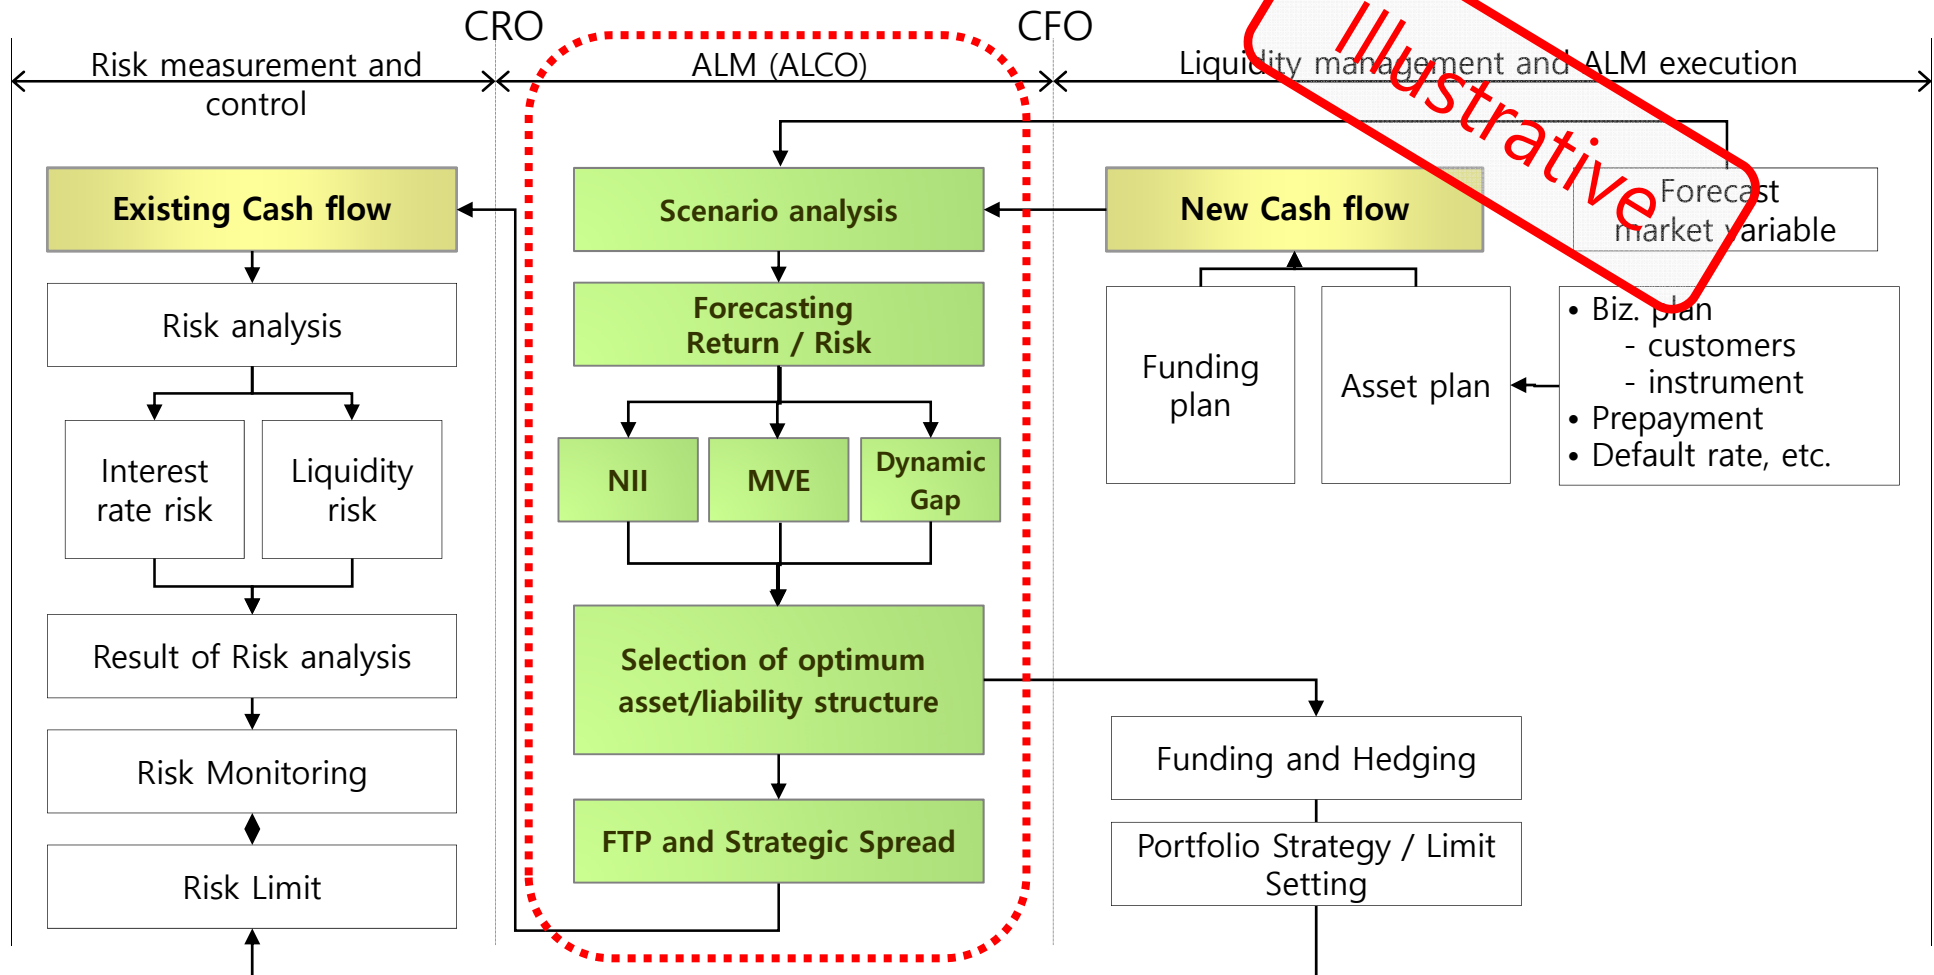 CRO
CFO
Risk measurement and
control
ALM (ALCO)
Liquidity management and ALM execution
Illustrative
Existing Cash flow
Scenario analysis
New Cash flow
Forecast
market variable
Risk analysis
Forecasting
Return / Risk
Funding
plan
Asset plan
• Biz. plan
- customers
- instrument
• Prepayment
• Default rate, etc.
Interest
rate risk
Liquidity
risk
NII
MVE
Dynamic
Gap
Result of Risk analysis
Selection of optimum
asset/liability structure
Risk Monitoring
Funding and Hedging
FTP and Strategic Spread
Portfolio Strategy / Limit
Setting
Risk Limit